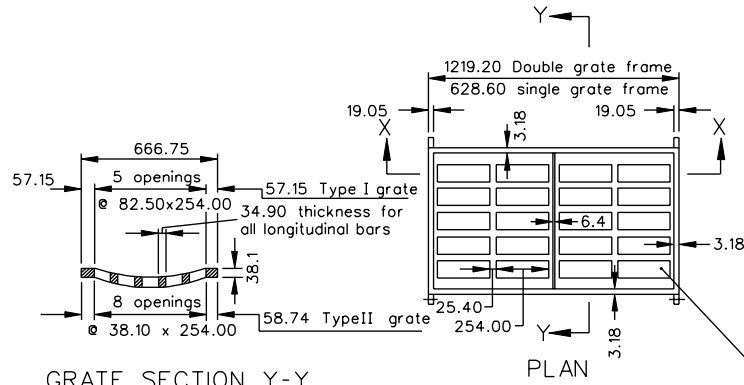 Y
1219.20 Double grate frame
628.60 single grate frame
19.05
19.05
3.18
X
X
666.75
57.15
5 openings
57.15 Type I grate
@ 82.50x254.00
34.90 thickness for
all longitudinal bars
6.4
3.18
38.1
8 openings
@ 38.10 x 254.00
58.74 TypeII grate
25.40
254.00
3.18
Y
PLAN
GRATE SECTION Y-Y